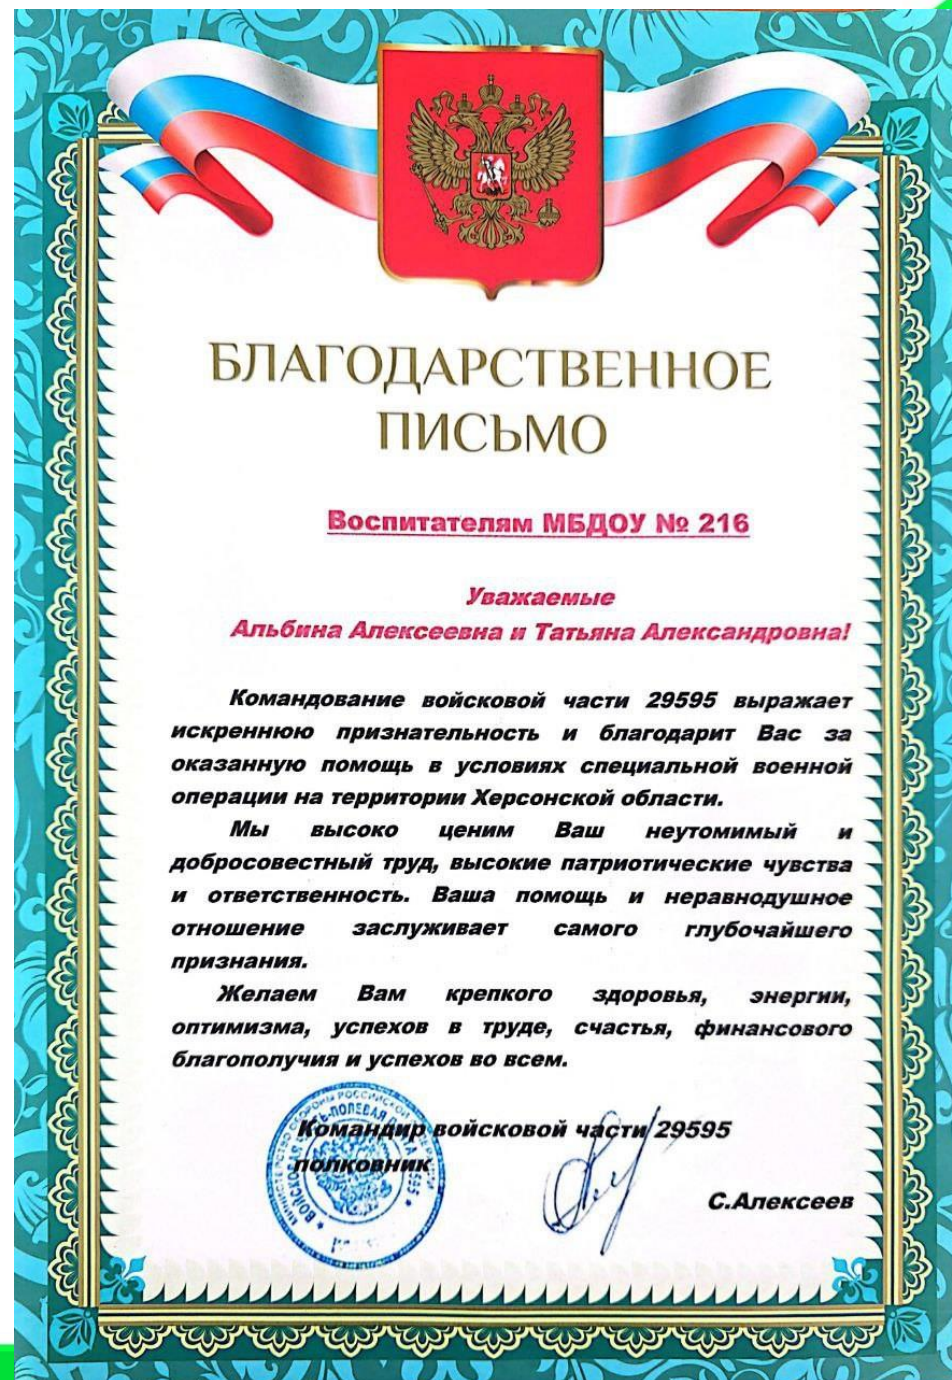 БЛАГОДАРСТВЕННОЕ
ПИСЬМО
Воспитателям МБДОУ № 216
Уважаемые
Альбина Алексеевна и Татьяна Александровна!
Командование войсковой части 29595 выражает
искреннюю признательность и благодарит Вас за
оказанную помощь в условиях специальной военной
операции на территории Херсонской области.
Мы высоко ценим Ваш неутомимый и
добросовестный труд, высокие патриотические чувства
и ответственность. Ваша помощь и неравнодушное
отношение заслуживает самого глубочайшего
признания.
Желаем Вам крепкого здоровья, энергии,
оптимизма, успехов в труде, счастья, финансового
благополучия и успехов во всем.
Командир войсковой части 29595
полковник
С.Алексеев